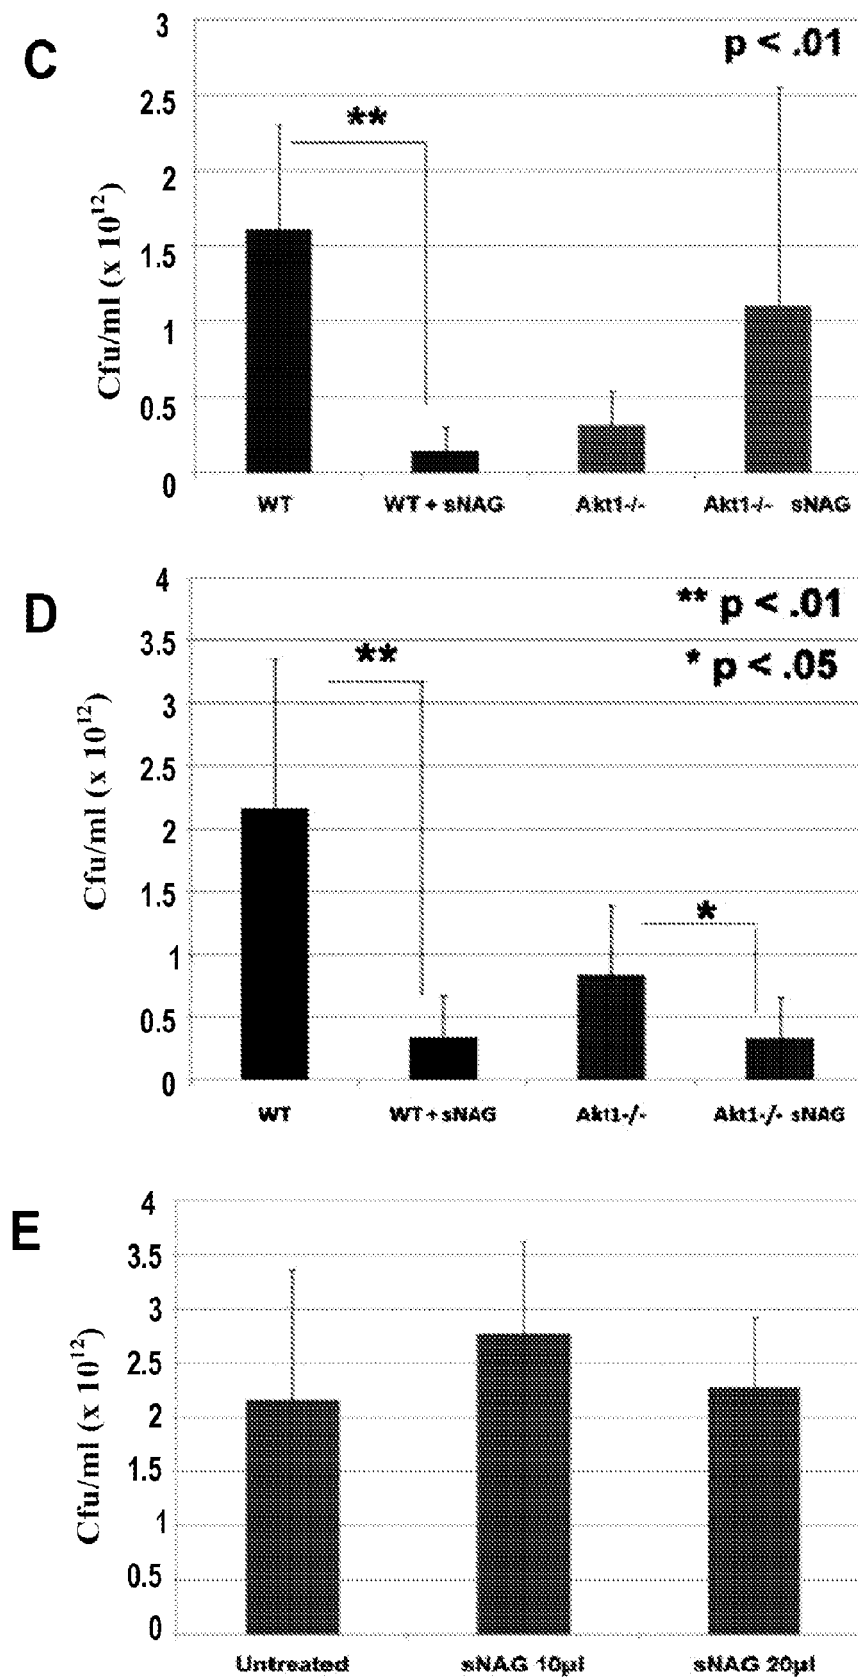 C
p < .01
**
Cfu/ml (x 10¹²)
3
2.5
2
1.5
1
0.5
0
WT
WT + sNAG
Akt1-/-
Akt1-/- sNAG
D
** p < .01
* p < .05
**
*
Cfu/ml (x 10¹²)
4
3.5
3
2.5
2
1.5
1
0.5
0
WT
WT+sNAG
Akt1-/-
Akt1-/- sNAG
E
Cfu/ml (x 10¹²)
4
3.5
3
2.5
2
1.5
1
0.5
0
Untreated
sNAG 10µl
sNAG 20µl